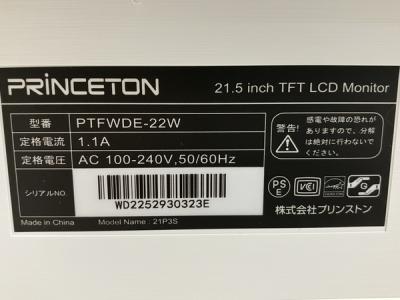 PRINCETON
21.5 inch TFT LCD Monitor
型番 PTFWDE-22W
定格電流 1.1A
定格電圧 AC 100-240V,50/60Hz
警告!
感電や故障の恐れが
ありますので、分解
は絶対に行わないで
ください。
シリアルNO.
WD2252930323E
PS
E
VCI
株式会社プリンストン
Made in China
Model Name : 21P3S